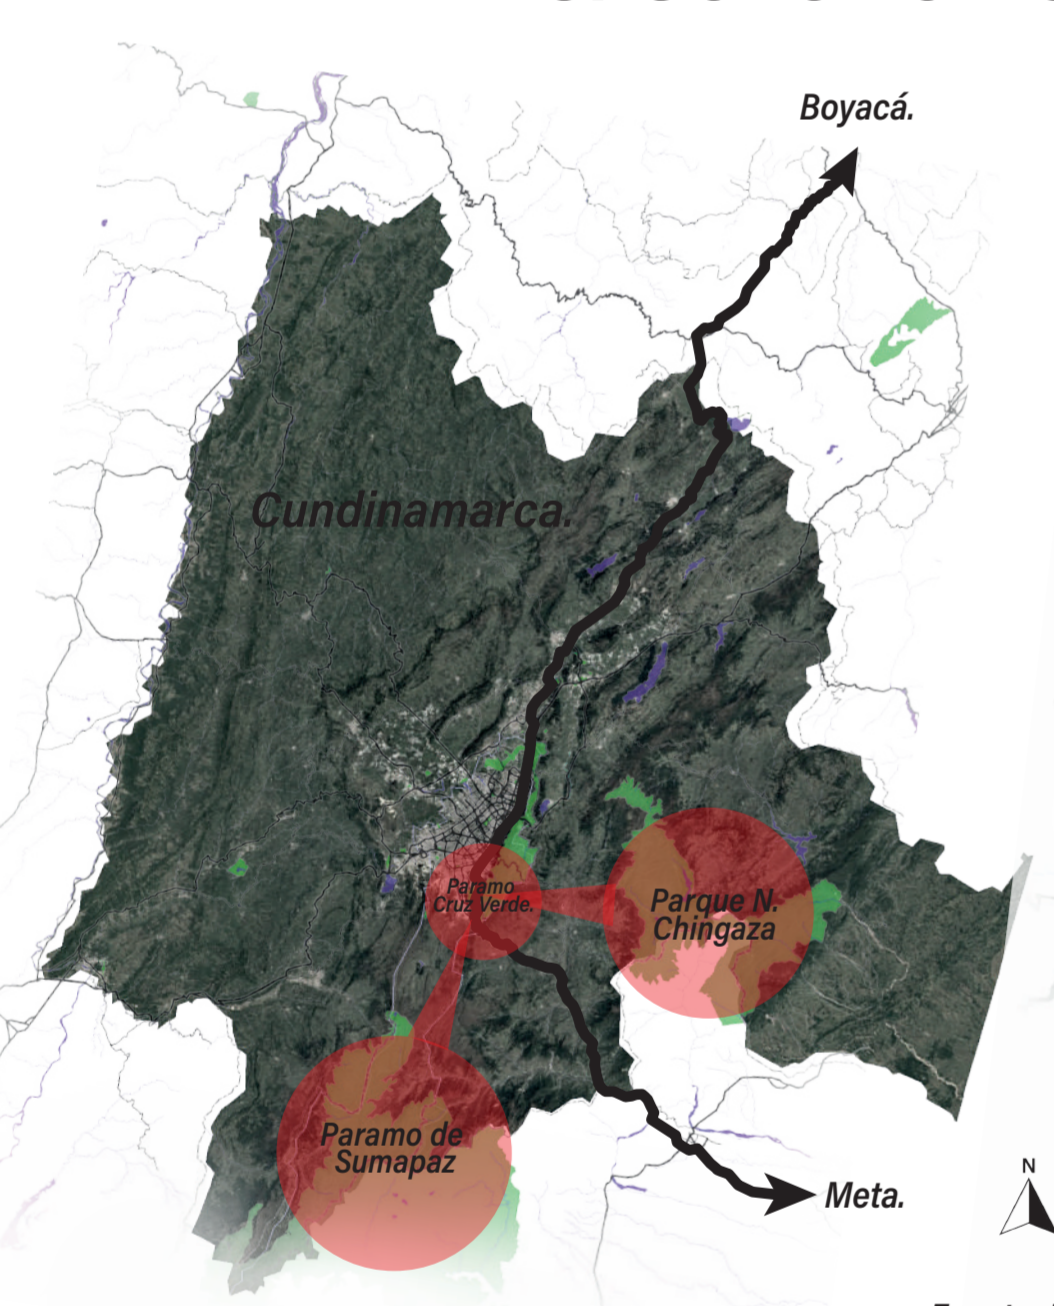 Boyacá.
Cundinamarca.
Paramo
Cruz Verde.
Parque N.
Chingaza
Paramo de
Sumapaz
Meta.
N